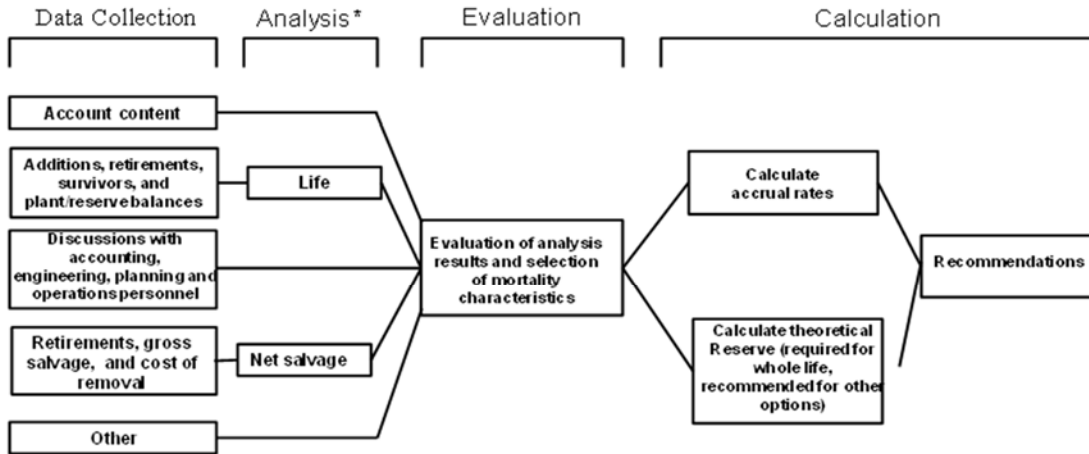 Data Collection
Analysis*
Evaluation
Calculation
Account content
Additions, retirements,
survivors, and
plant/reserve balances
Life
Discussions with
accounting,
engineering, planning and
operations personnel
Retirements, gross
salvage, and cost of
removal
Net salvage
Other
Evaluation of analysis
results and selection
of mortality
characteristics
Calculate
accrual rates
Calculate theoretical
Reserve (required for
whole life,
recommended for other
options)
Recommendations